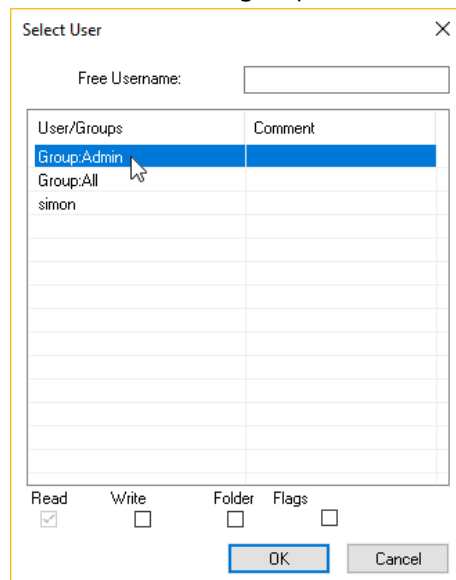 Select User
Free Username:
User/Groups Comment
Group:Admin
Group:All
simon
Read Write Folder Flags
OK Cancel